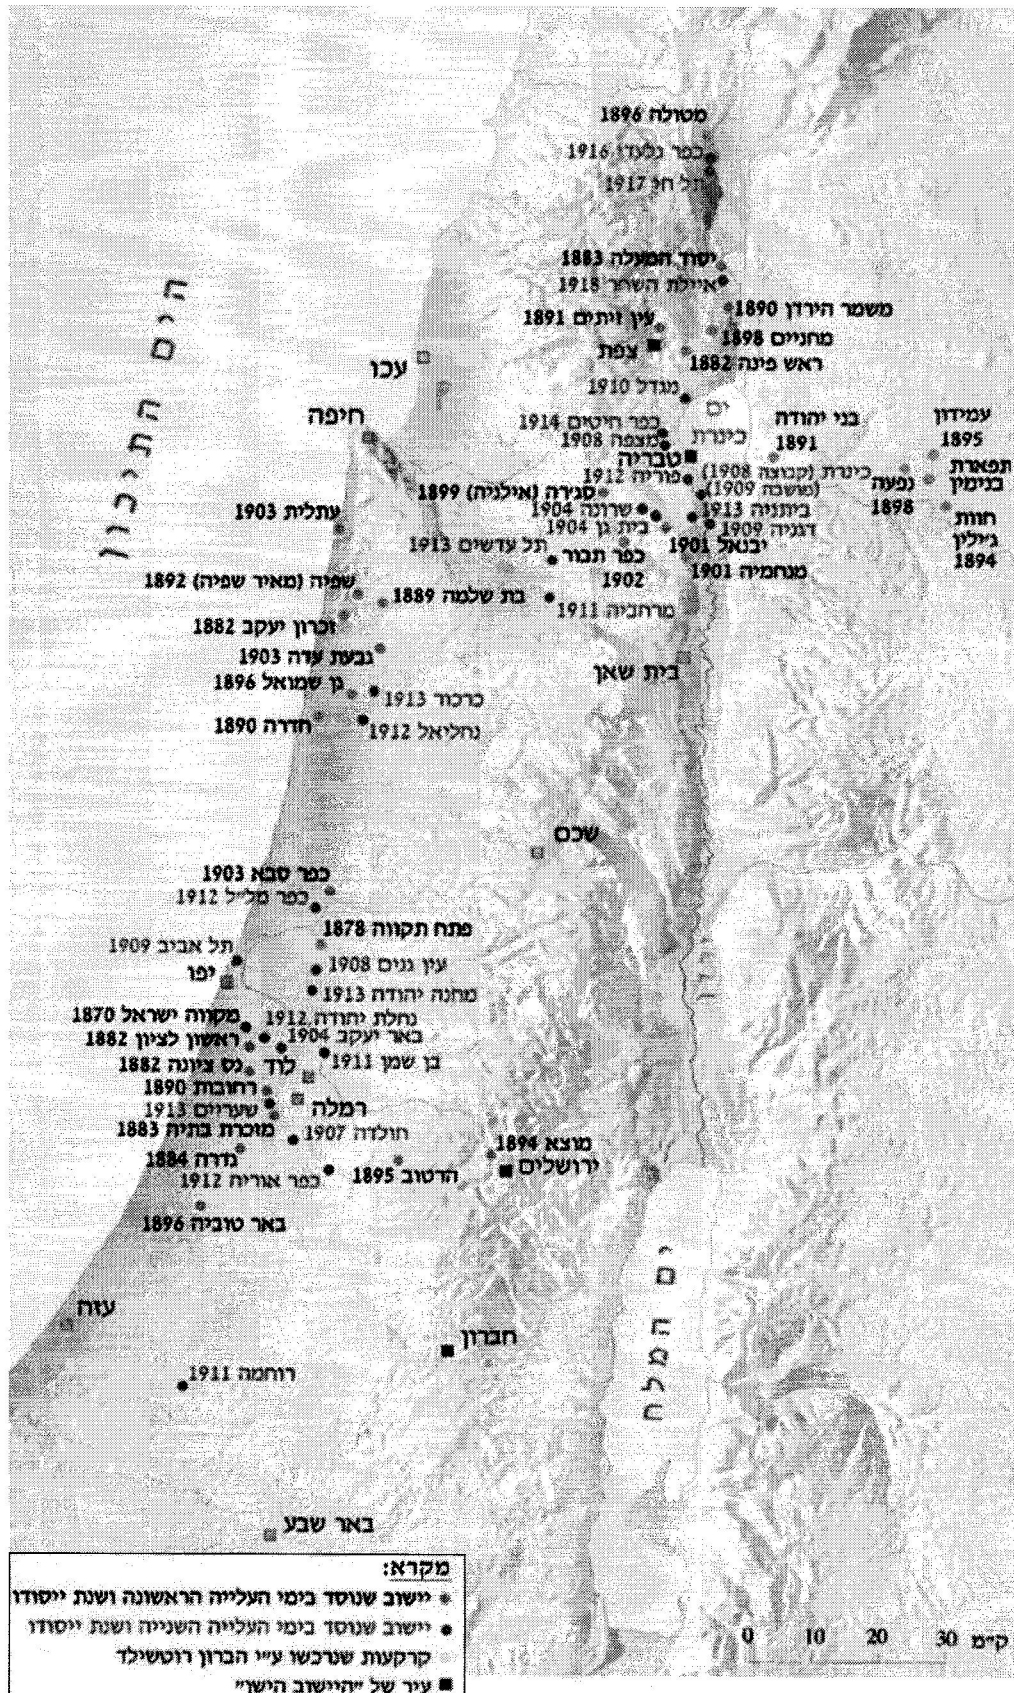 מטולה 1896
כפר גלעדי 1916
תל חי 1917
יסוד המעלה 1883
איילת השחר 1918
משמר הירדן 1890
עין זיתים 1891
מחניים 1898
צפת
ראש פינה 1882
עכו
מגדל 1910
ים
כינרת
חיפה
כפר חיטים 1914
מצפה 1908
בני יהודה
1891
עמידון
1895
טבריה
כינרת (קבוצה 1908)
(מושבה 1909)
תפארת
בנימין
פוריה 1912
נפעה
1898
סג'רה (אילניה) 1899
שרונה 1904
ביתניה 1913
חוות
ג'ילין
1894
עתלית 1903
בית גן 1904
דגניה 1909
תל עדשים 1913
יבנאל 1901
כפר תבור
1902
מנחמיה 1901
שפיה (מאיר שפיה) 1892
בת שלמה 1889
מרחביה 1911
זכרון יעקב 1882
גבעת עדה 1903
בית שאן
גן שמואל 1896
כרכור 1913
חדרה 1890
נחליאל 1912
הים התיכון
שכם
כפר סבא 1903
כפר מל״ל 1912
פתח תקווה 1878
תל אביב 1909
עין גנים 1908
יפו
מחנה יהודה 1913
מקווה ישראל 1870
נחלת יהודה 1912
ראשון לציון 1882
באר יעקב 1904
בן שמן 1911
נס ציונה 1882
לוד
רחובות 1890
רמלה
שעריים 1913
מזכרת בתיה 1883
חולדה 1907
מוצא 1894
גדרה 1884
הרטוב 1895
ירושלים
כפר אוריה 1912
באר טוביה 1896
ים המלח
עזה
חברון
רוחמה 1911
באר שבע
מקרא:
יישוב שנוסד בימי העלייה הראשונה ושנת ייסודו
יישוב שנוסד בימי העלייה השנייה ושנת ייסודו
קרקעות שנרכשו ע״י הברון רוטשילד
עיר של ״היישוב הישן״
0 10 20 30 ק״מ